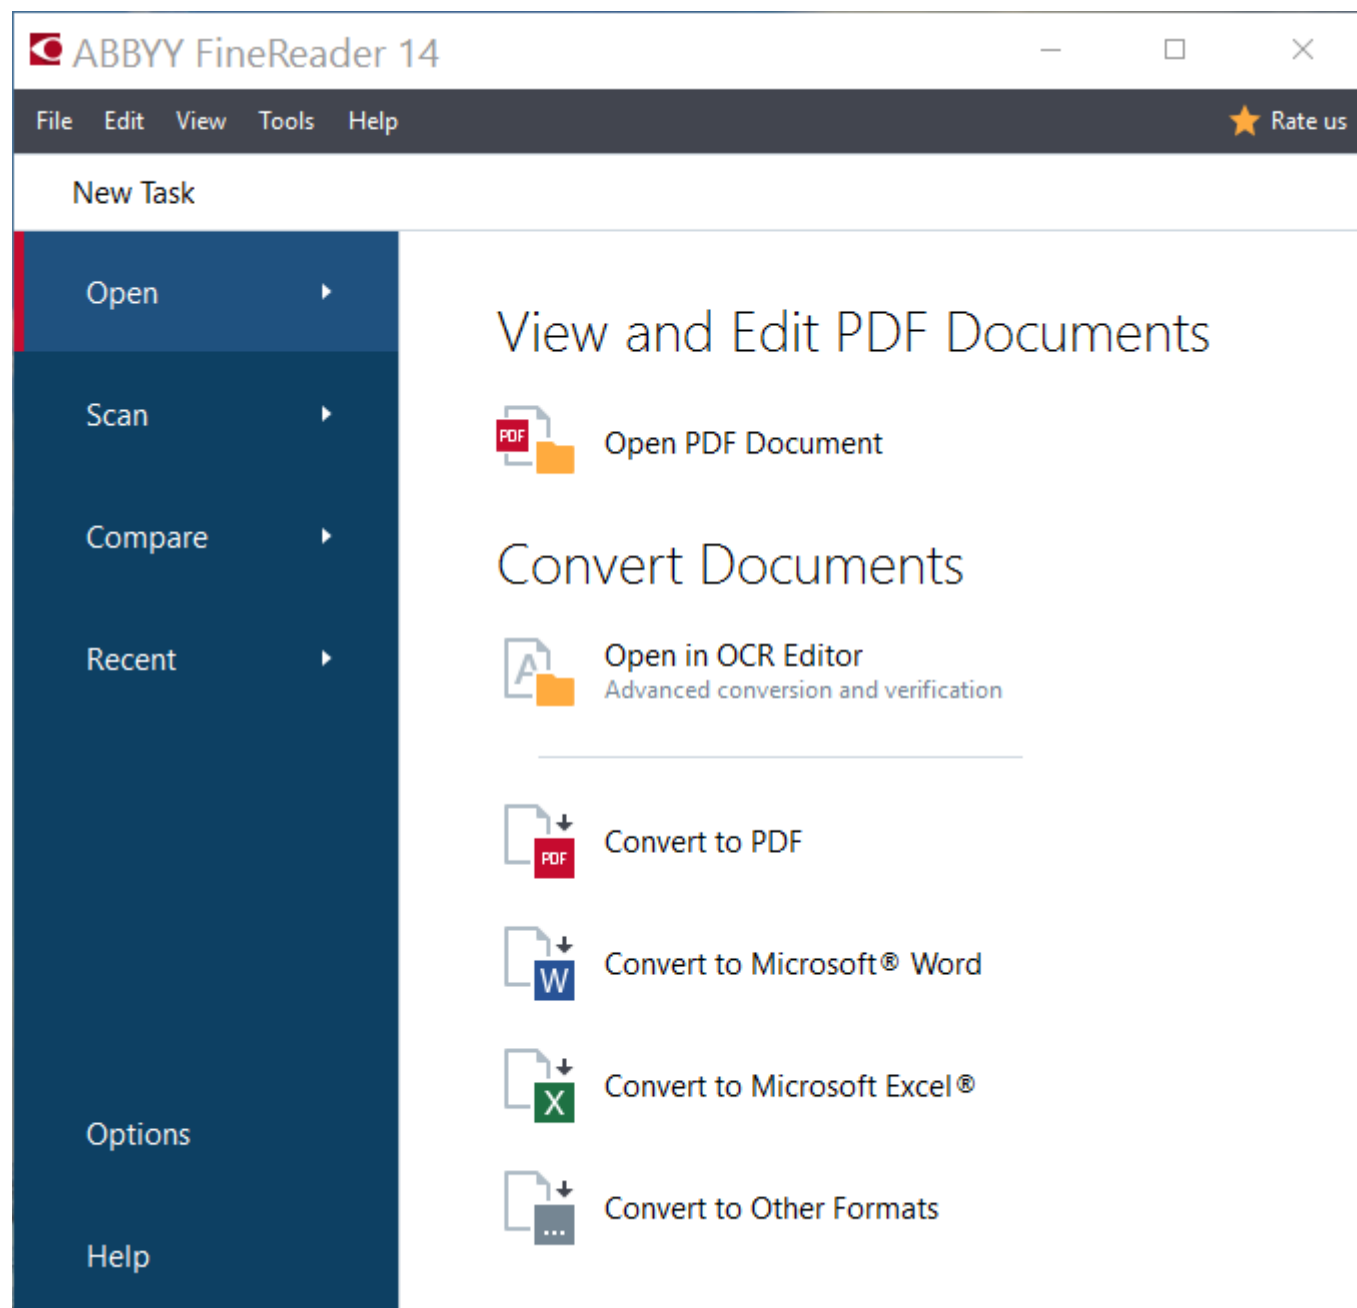 ABBYY FineReader 14
File Edit View Tools Help Rate us
New Task
Open
Scan
Compare
Recent
Options
Help
View and Edit PDF Documents
PDF
Open PDF Document
Convert Documents
A
Open in OCR Editor
Advanced conversion and verification
PDF
Convert to PDF
W
Convert to Microsoft® Word
X
Convert to Microsoft Excel®
...
Convert to Other Formats